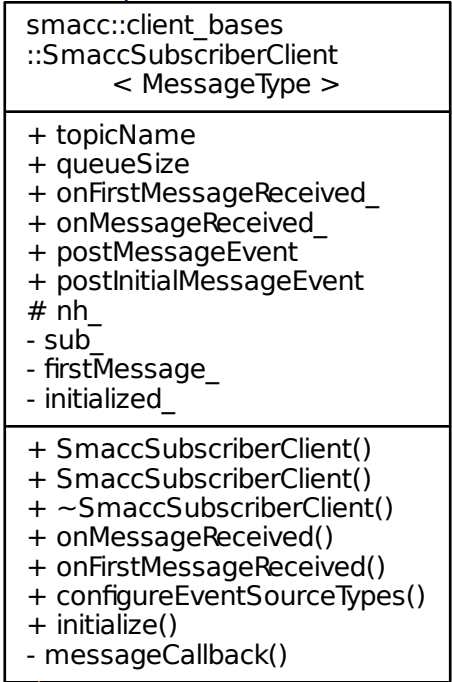 smacc::client_bases
::SmaccSubscriberClient
< MessageType >
+ topicName
+ queueSize
+ onFirstMessageReceived_
+ onMessageReceived_
+ postMessageEvent
+ postInitialMessageEvent
# nh_
- sub_
- firstMessage_
- initialized_
+ SmaccSubscriberClient()
+ SmaccSubscriberClient()
+ ~SmaccSubscriberClient()
+ onMessageReceived()
+ onFirstMessageReceived()
+ configureEventSourceTypes()
+ initialize()
- messageCallback()